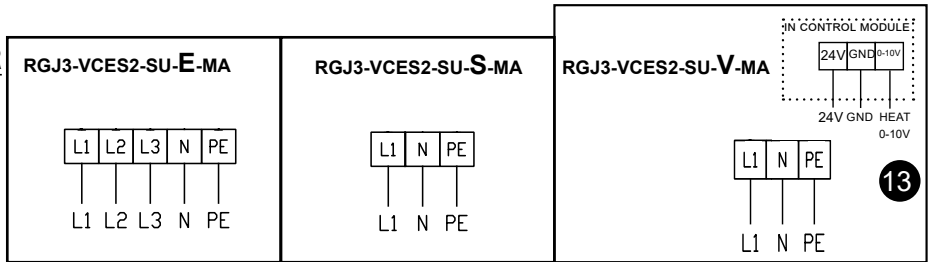 RGJ3-VCES2-SU-E-MA
L1 L2 L3 N PE
L1 L2 L3 N PE
RGJ3-VCES2-SU-S-MA
L1 N PE
L1 N PE
RGJ3-VCES2-SU-V-MA
IN CONTROL MODULE
24V GND 0-10V
24V GND HEAT
0-10V
L1 N PE
L1 N PE
13